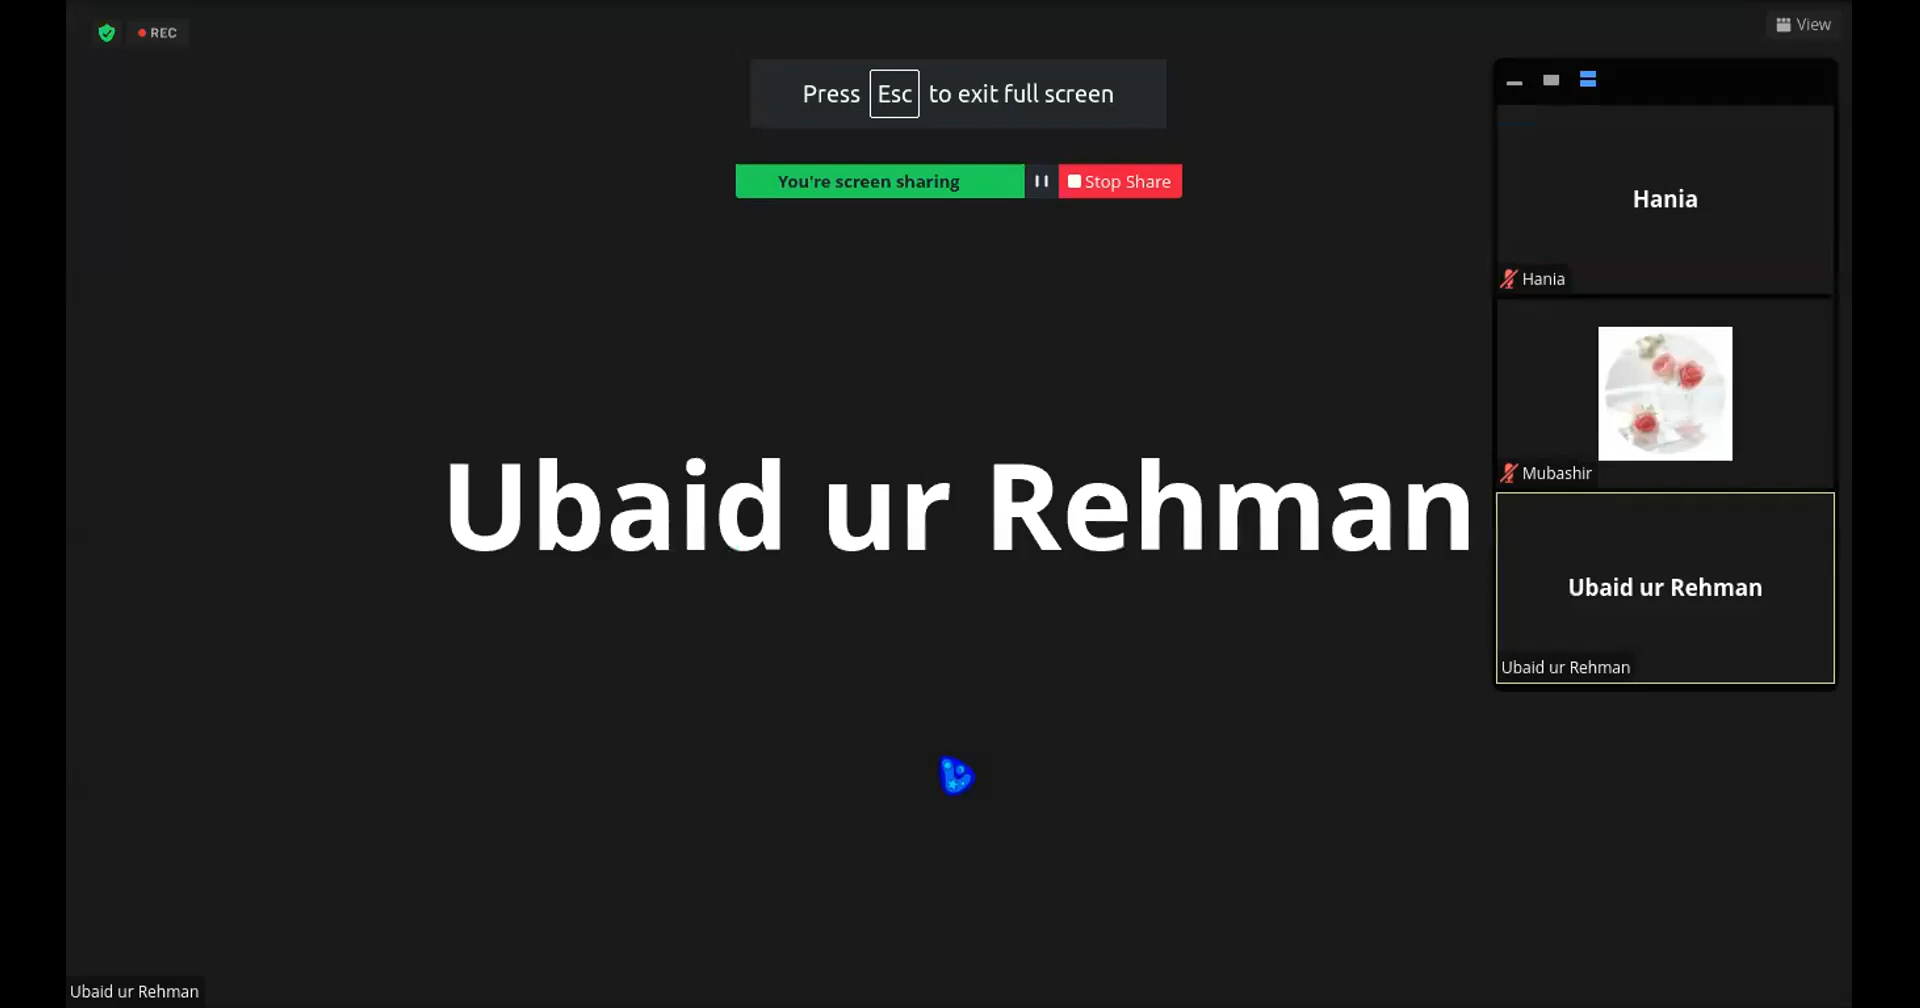 REC
View
Press Esc to exit full screen
You're screen sharing
Stop Share
Hania
Hania
Mubashir
Ubaid ur Rehman
Ubaid ur Rehman
Ubaid ur Rehman
Ubaid ur Rehman